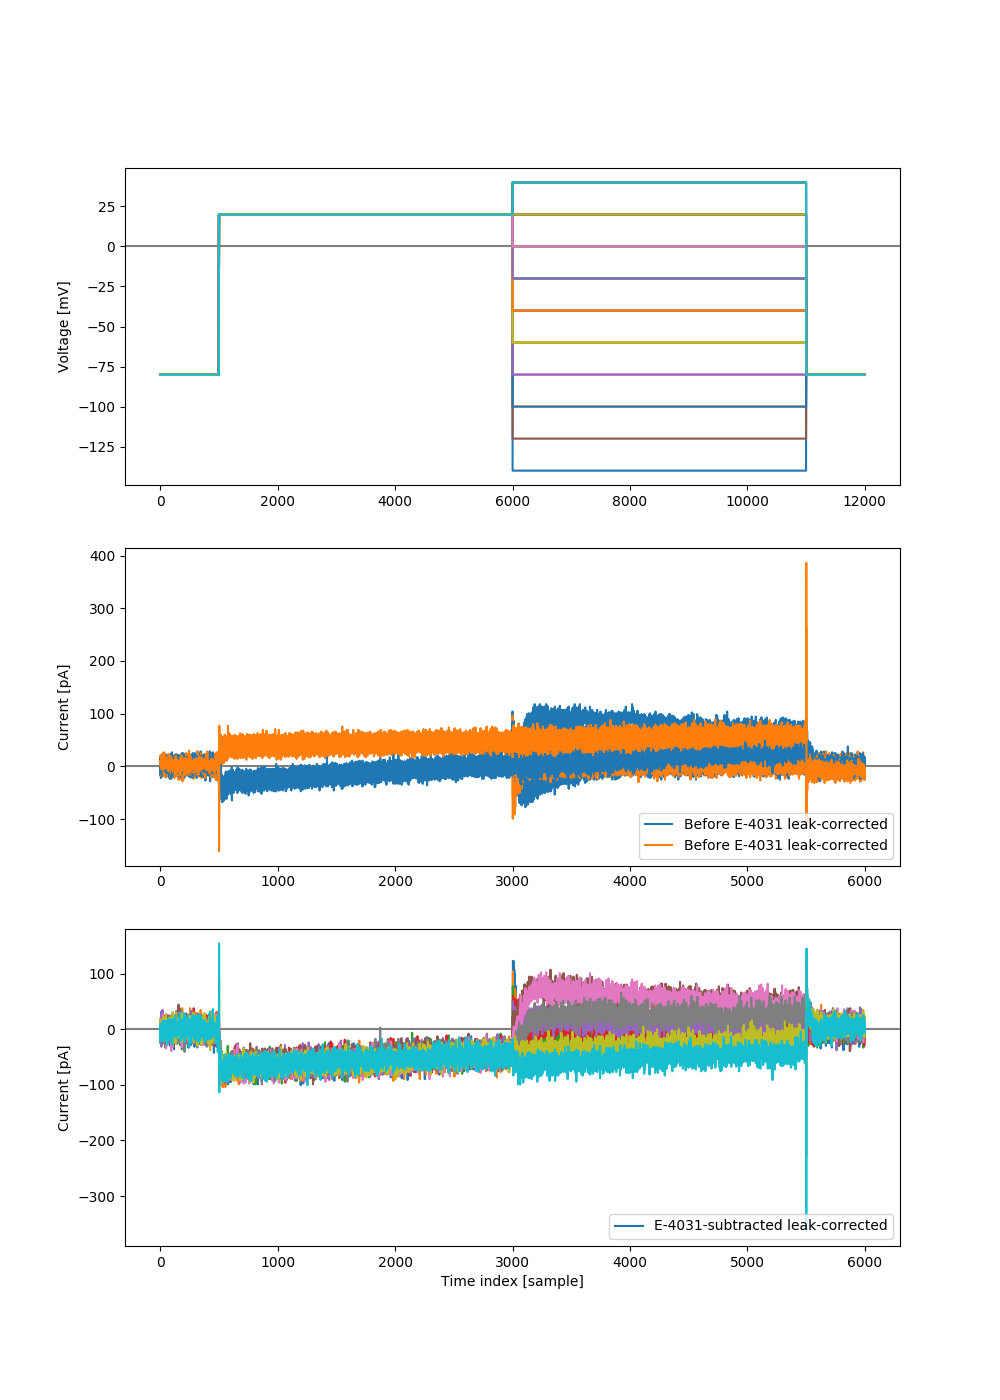 25
0
−25
−50
−75
−100
−125
Voltage [mV]
0 2000 4000 6000 8000 10000 12000
400
300
200
100
0
−100
Current [pA]
Before E-4031 leak-corrected
Before E-4031 leak-corrected
0 1000 2000 3000 4000 5000 6000
100
0
−100
−200
−300
Current [pA]
E-4031-subtracted leak-corrected
0 1000 2000 3000 4000 5000 6000
Time index [sample]